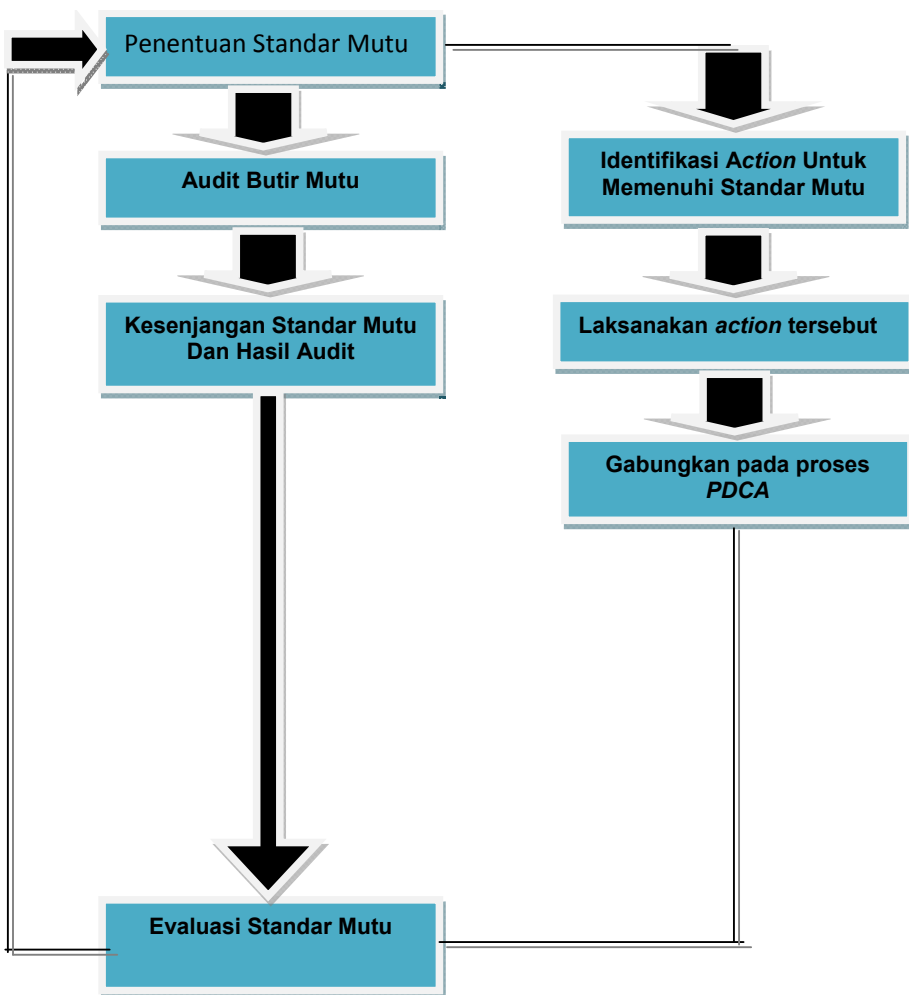 Penentuan Standar Mutu
Audit Butir Mutu
Kesenjangan Standar Mutu
Dan Hasil Audit
Identifikasi Action Untuk
Memenuhi Standar Mutu
Laksanakan action tersebut
Gabungkan pada proses
PDCA
Evaluasi Standar Mutu